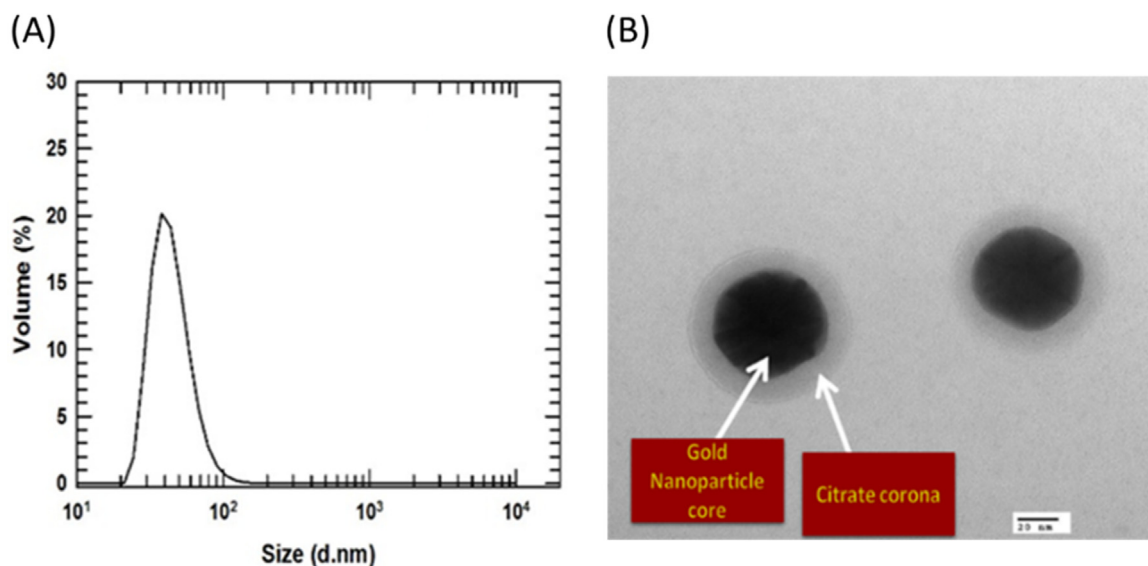 (A)
(B)
30
25
20
15
10
5
0
Volume (%)
10¹ 10² 10³ 10⁴
Size (d.nm)
Gold
Nanoparticle
core
Citrate corona
20 nm